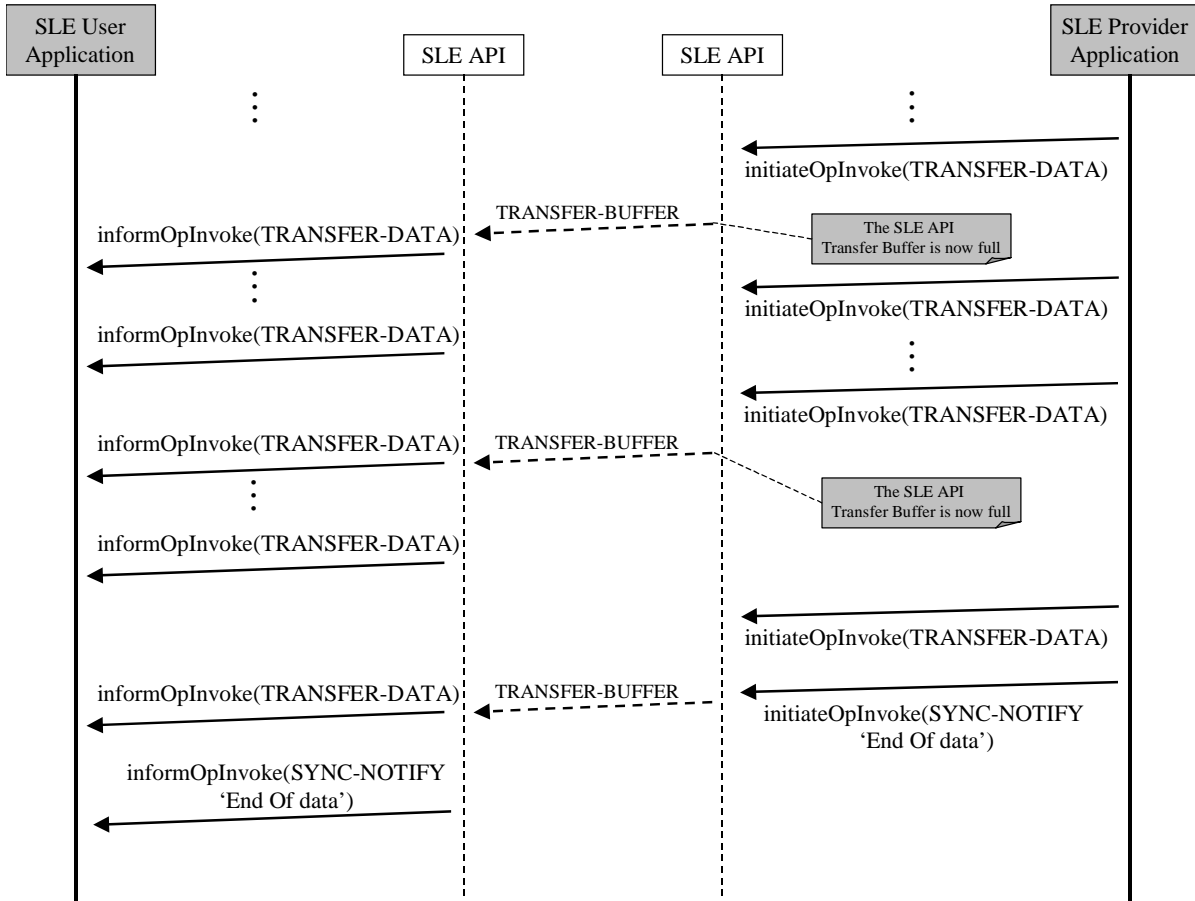 SLE User
Application
SLE API
SLE API
SLE Provider
Application
initiateOpInvoke(TRANSFER-DATA)
TRANSFER-BUFFER
informOpInvoke(TRANSFER-DATA)
The SLE API
Transfer Buffer is now full
initiateOpInvoke(TRANSFER-DATA)
informOpInvoke(TRANSFER-DATA)
initiateOpInvoke(TRANSFER-DATA)
informOpInvoke(TRANSFER-DATA)
TRANSFER-BUFFER
The SLE API
Transfer Buffer is now full
informOpInvoke(TRANSFER-DATA)
initiateOpInvoke(TRANSFER-DATA)
informOpInvoke(TRANSFER-DATA)
TRANSFER-BUFFER
initiateOpInvoke(SYNC-NOTIFY
‘End Of data’)
informOpInvoke(SYNC-NOTIFY
‘End Of data’)